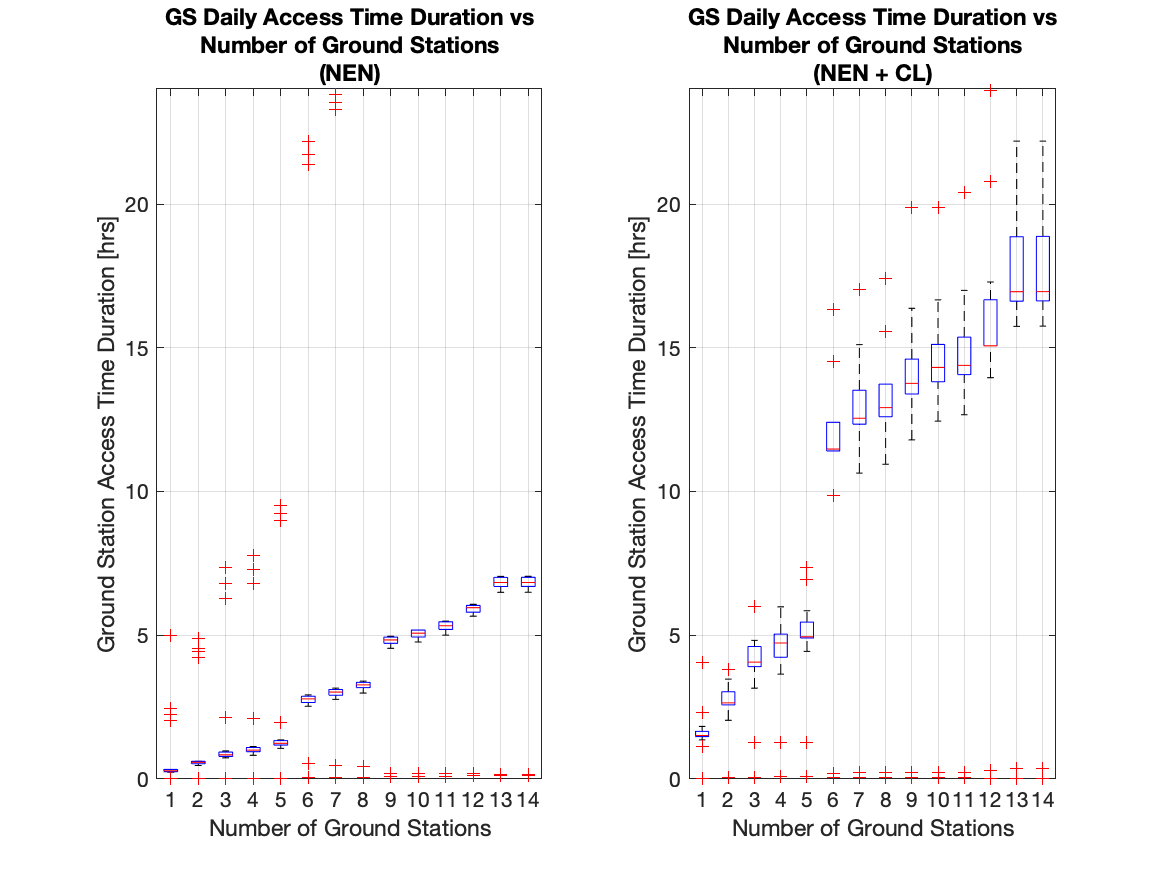 GS Daily Access Time Duration vs
Number of Ground Stations
(NEN)
Ground Station Access Time Duration [hrs]
20
15
10
5
0
1 2 3 4 5 6 7 8 9 10 11 12 13 14
Number of Ground Stations
GS Daily Access Time Duration vs
Number of Ground Stations
(NEN + CL)
Ground Station Access Time Duration [hrs]
20
15
10
5
0
1 2 3 4 5 6 7 8 9 10 11 12 13 14
Number of Ground Stations